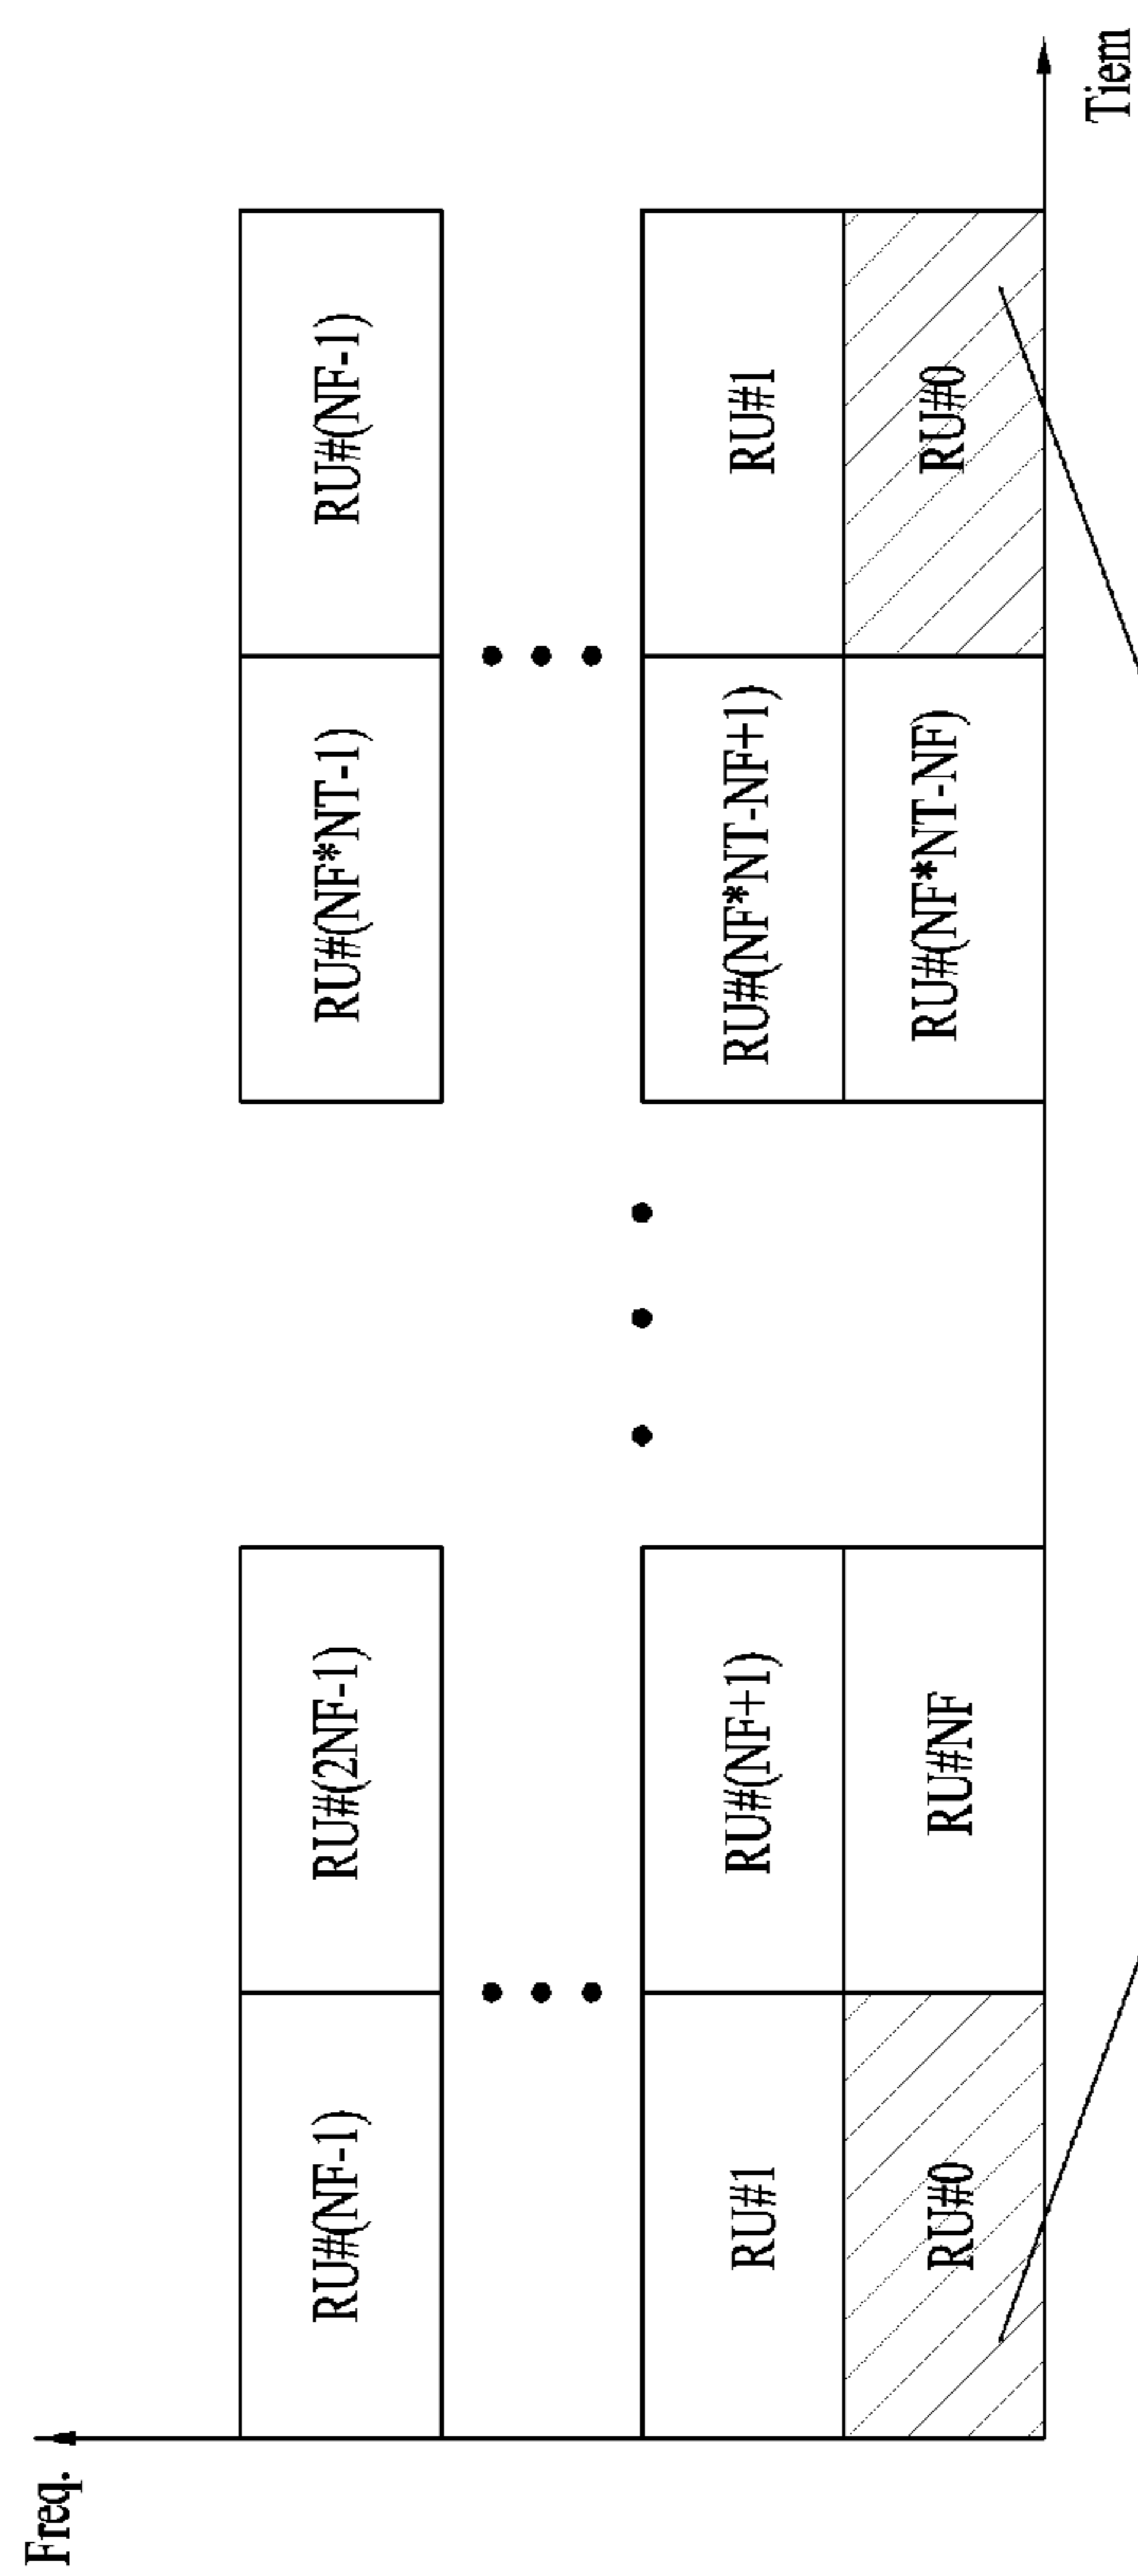 Freq.
RU#(NF-1)
RU#(2NF-1)
RU#(NF*NT-1)
RU#(NF-1)
RU#1
RU#(NF+1)
RU#(NF*NT-NF+1)
RU#1
RU#0
RU#NF
RU#(NF*NT-NF)
RU#0
Tiem